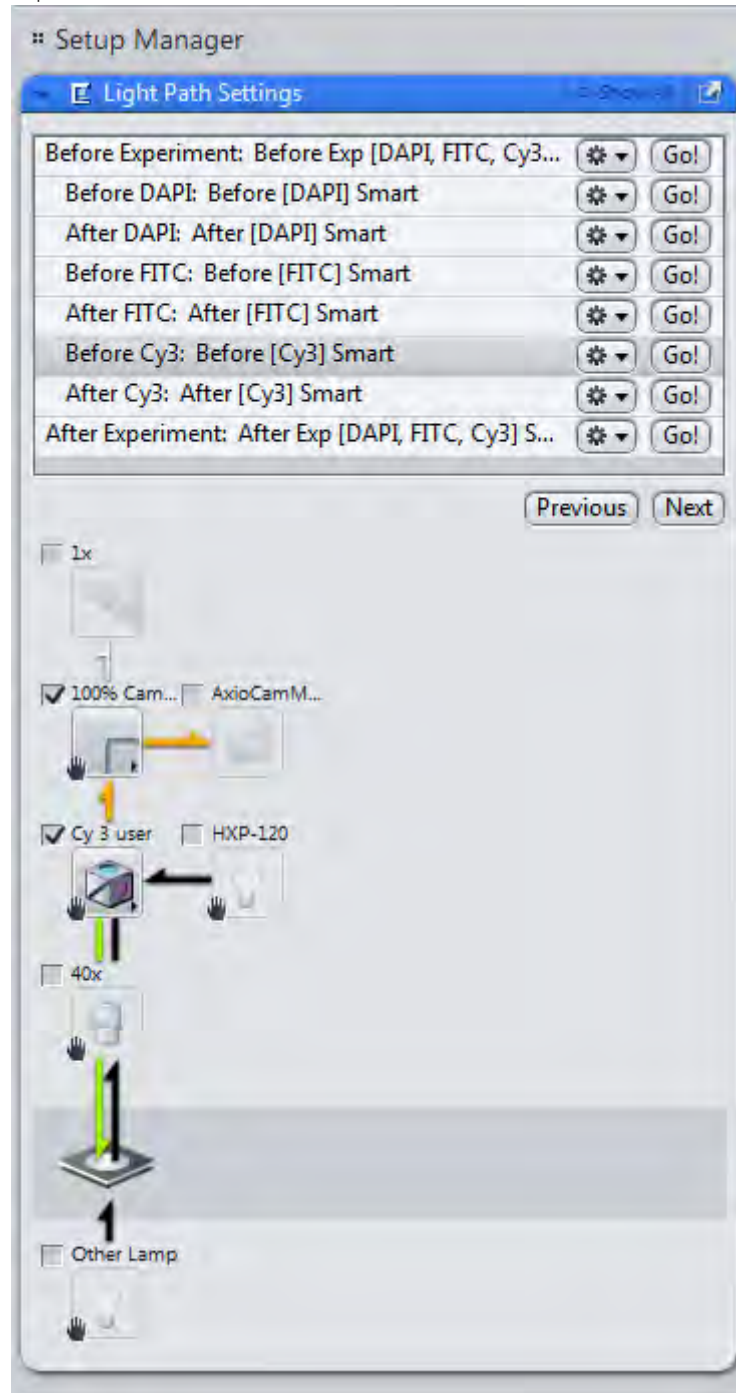 Setup Manager
Light Path Settings
Before Experiment: Before Exp [DAPI, FITC, Cy3... Go!
Before DAPI: Before [DAPI] Smart Go!
After DAPI: After [DAPI] Smart Go!
Before FITC: Before [FITC] Smart Go!
After FITC: After [FITC] Smart Go!
Before Cy3: Before [Cy3] Smart Go!
After Cy3: After [Cy3] Smart Go!
After Experiment: After Exp [DAPI, FITC, Cy3] S... Go!
Previous Next
1x
100% Cam... AxioCamM...
Cy 3 user HXP-120
40x
Other Lamp